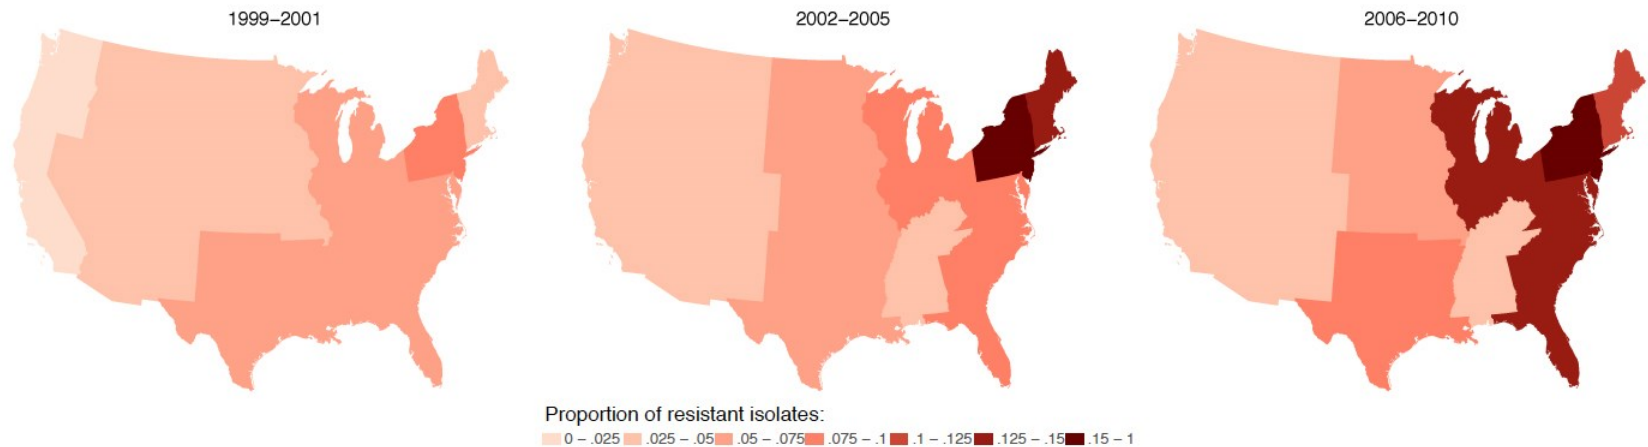 1999–2001
2002–2005
2006–2010
Proportion of resistant isolates:
0 – .025 .025 – .05 .05 – .075 .075 – .1 .1 – .125 .125 – .15 .15 – 1